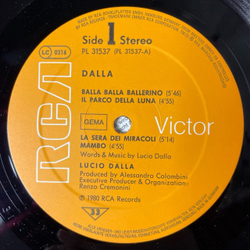 Side 1 Stereo
PL 31537 (PL 31537-A)
LC 0316
DALLA
BALLA BALLA BALLERINO (5'46)
IL PARCO DELLA LUNA (4'55)
GEMA
RCA Victor
LA SERA DEI MIRACOLI (5'14)
MAMBO (4'55)
Words & Music by Lucio Dalla
LUCIO DALLA
Produced by Alessandro Colombini
Executive Producer & Organization:
Renzo Cremonini
℗ 1980 RCA Records
33